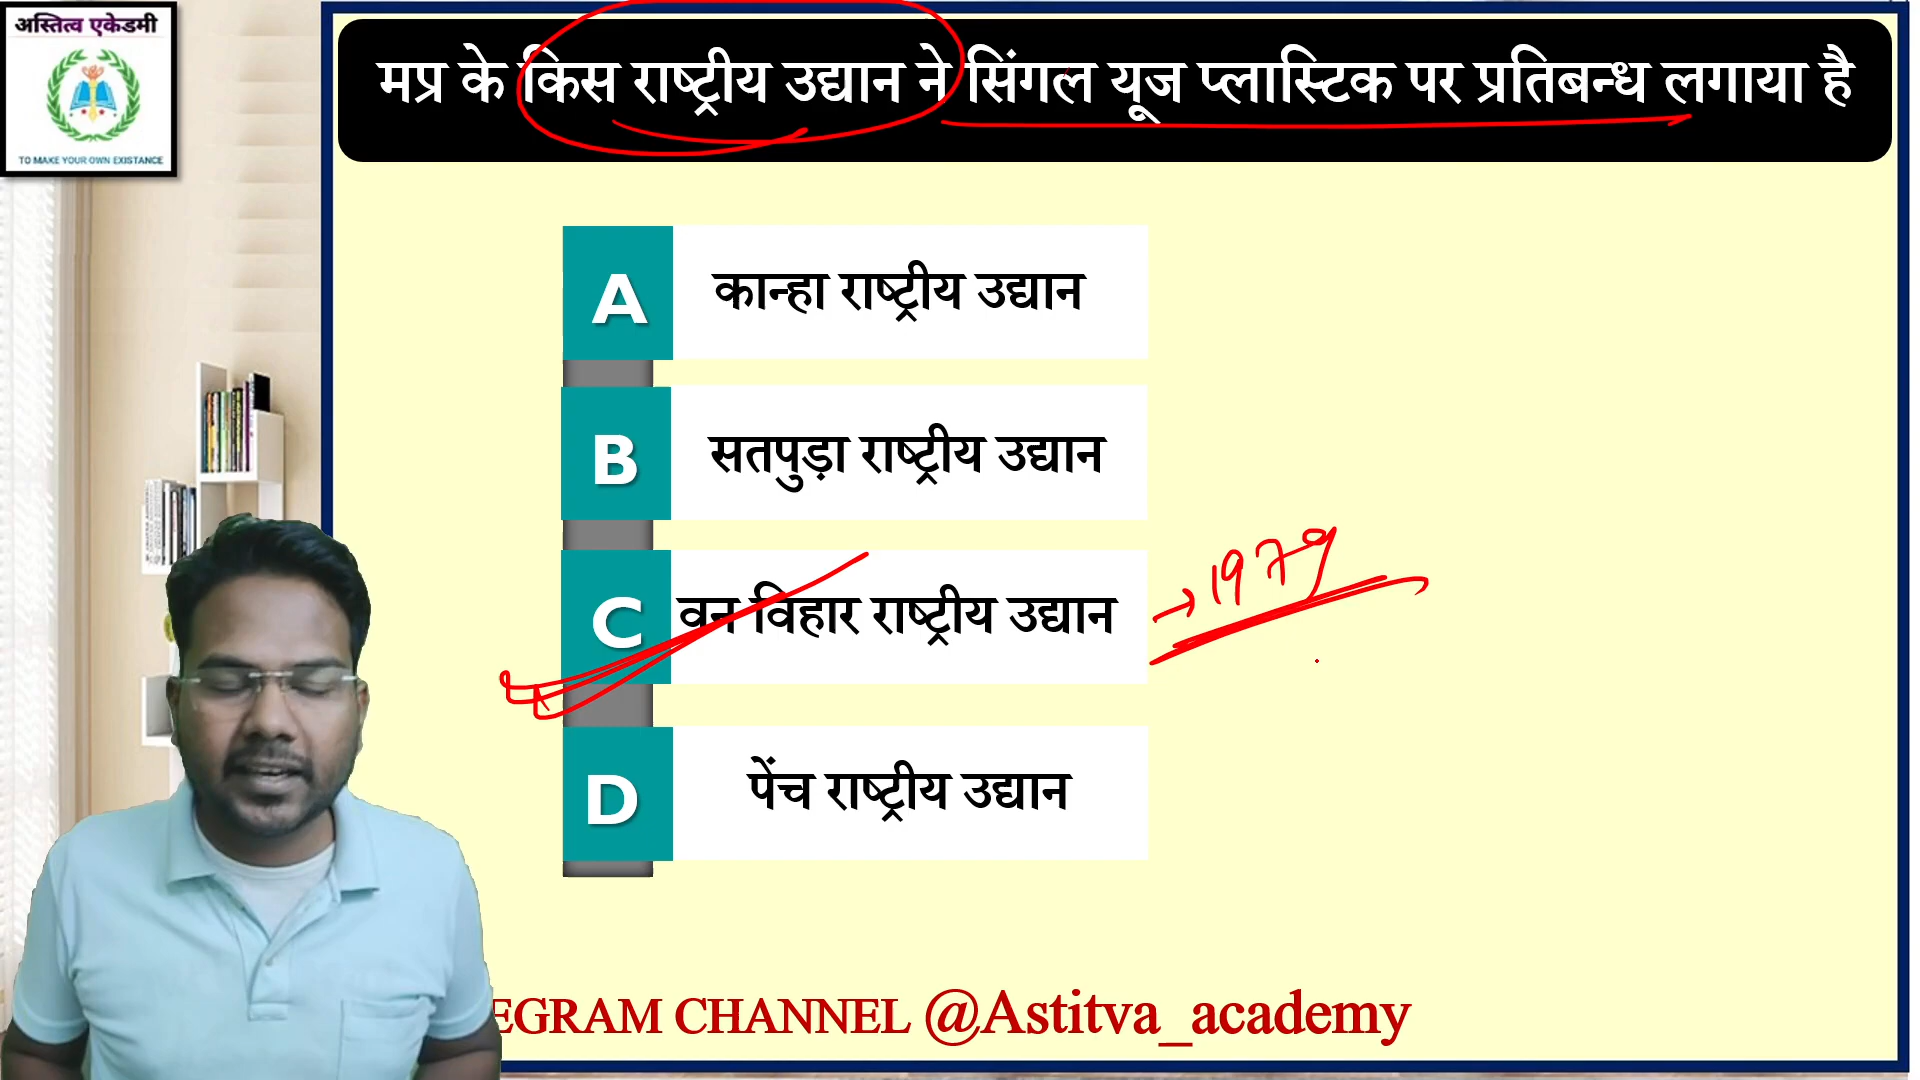 अस्तित्व एकेडमी
TO MAKE YOUR OWN EXISTANCE
मप्र के किस राष्ट्रीय उद्यान ने सिंगल यूज प्लास्टिक पर प्रतिबन्ध लगाया है
A कान्हा राष्ट्रीय उद्यान
B सतपुड़ा राष्ट्रीय उद्यान
C वन विहार राष्ट्रीय उद्यान → 1979
D पेंच राष्ट्रीय उद्यान
EGRAM CHANNEL @Astitva_academy